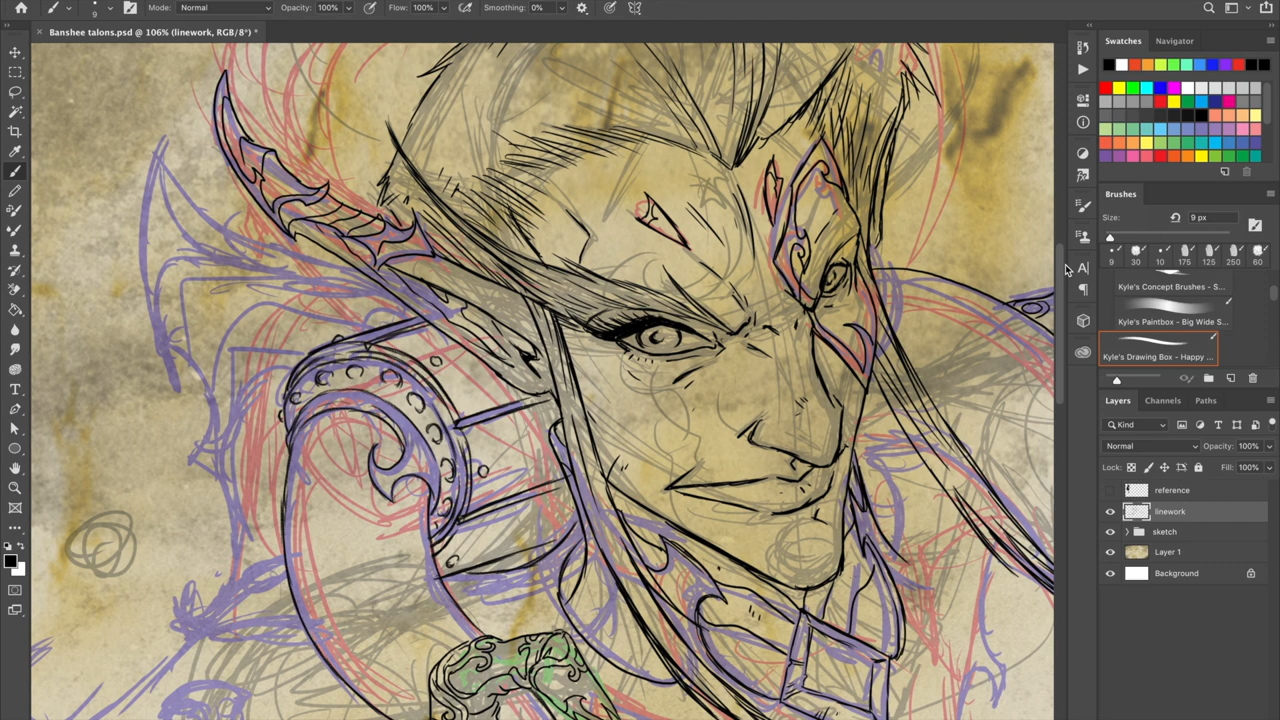 9
Mode: Normal
Opacity: 100%
Flow: 100%
Smoothing: 0%
Banshee talons.psd @ 106% (linework, RGB/8*) *
Swatches
Navigator
Brushes
Size:
9 px
9 30 10 175 125 250 60
Kyle's Concept Brushes - S...
Kyle's Paintbox - Big Wide S...
Kyle's Drawing Box - Happy ...
Layers
Channels
Paths
Kind
Normal
Opacity: 100%
Lock:
Fill: 100%
reference
linework
sketch
Layer 1
Background